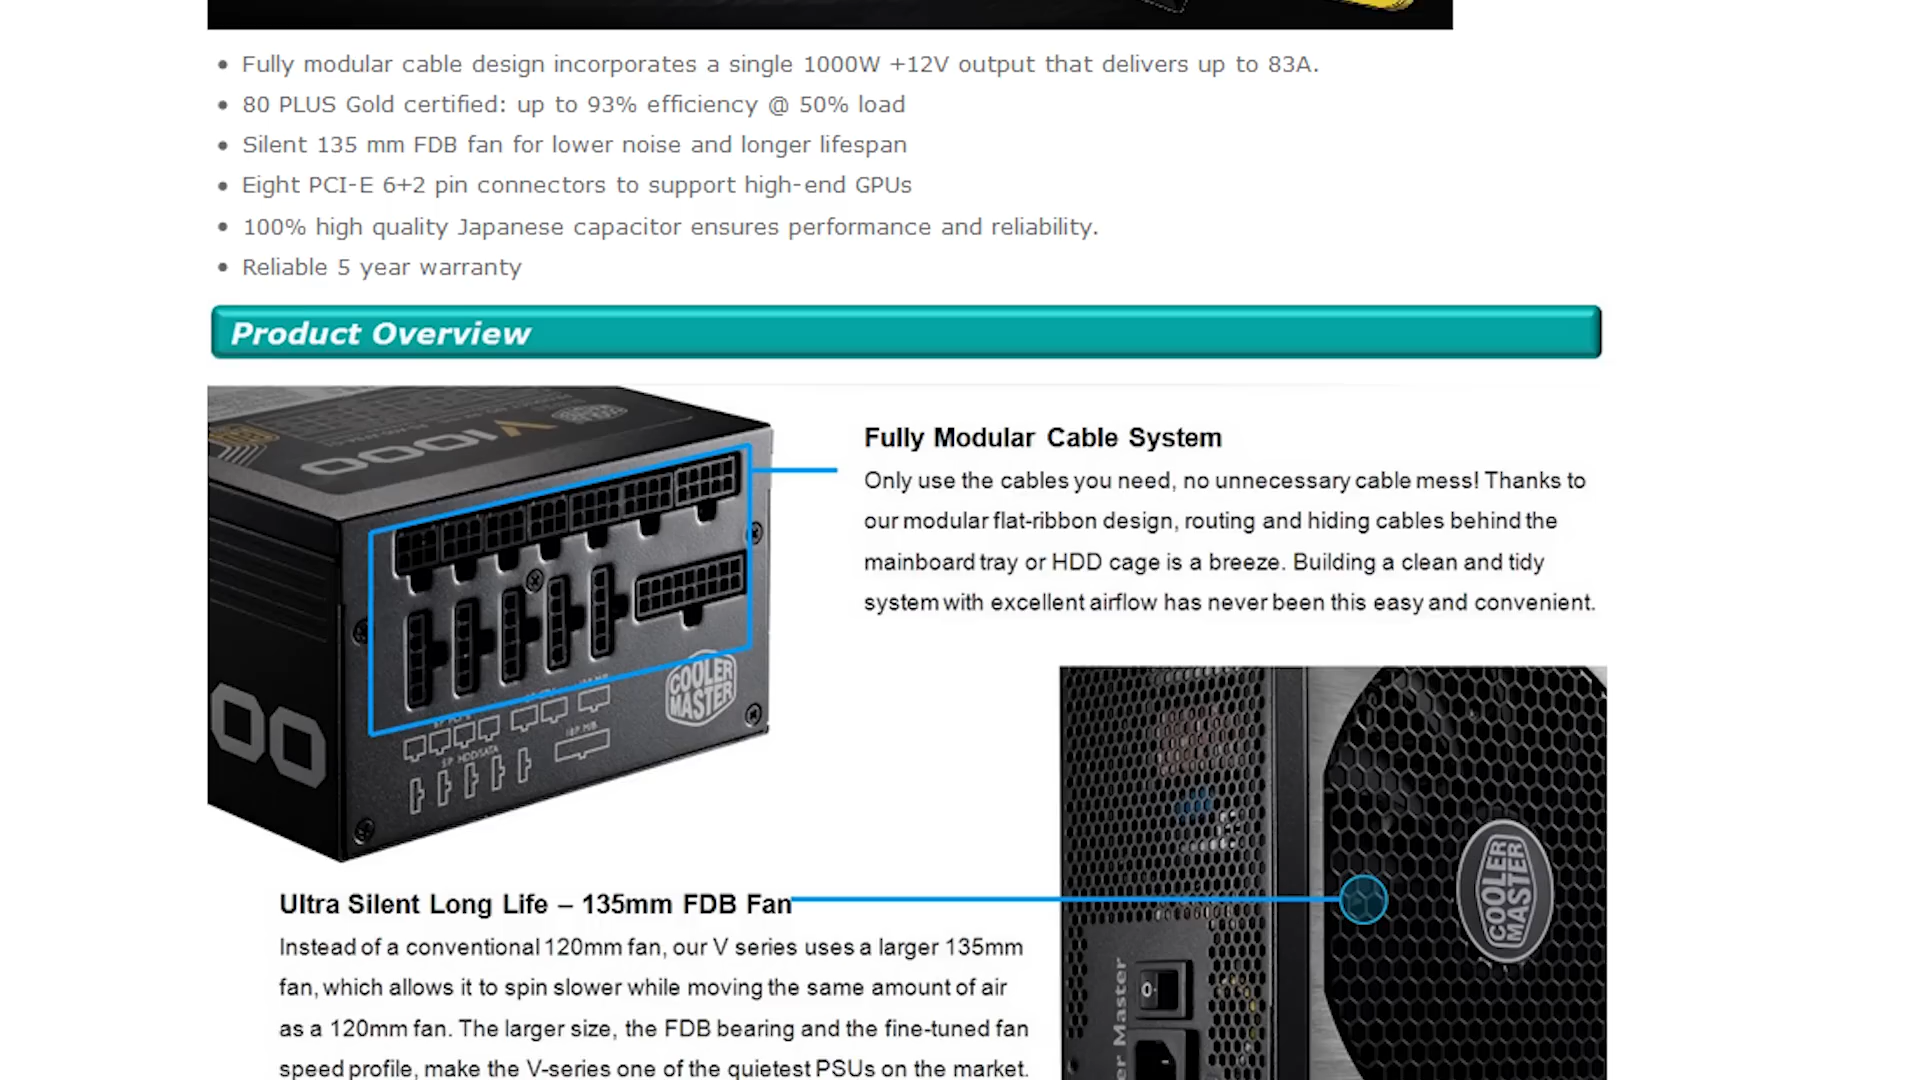 Fully modular cable design incorporates a single 1000W +12V output that delivers up to 83A.
80 PLUS Gold certified: up to 93% efficiency @ 50% load
Silent 135 mm FDB fan for lower noise and longer lifespan
Eight PCI-E 6+2 pin connectors to support high-end GPUs
100% high quality Japanese capacitor ensures performance and reliability.
Reliable 5 year warranty
Product Overview
V1000
Fully Modular Cable System
Only use the cables you need, no unnecessary cable mess! Thanks to
our modular flat-ribbon design, routing and hiding cables behind the
mainboard tray or HDD cage is a breeze. Building a clean and tidy
system with excellent airflow has never been this easy and convenient.
COOLER
MASTER
00
18P M/B
5P HDD/SATA
COOLER
MASTER
er Master
Ultra Silent Long Life – 135mm FDB Fan
Instead of a conventional 120mm fan, our V series uses a larger 135mm
fan, which allows it to spin slower while moving the same amount of air
as a 120mm fan. The larger size, the FDB bearing and the fine-tuned fan
speed profile, make the V-series one of the quietest PSUs on the market.